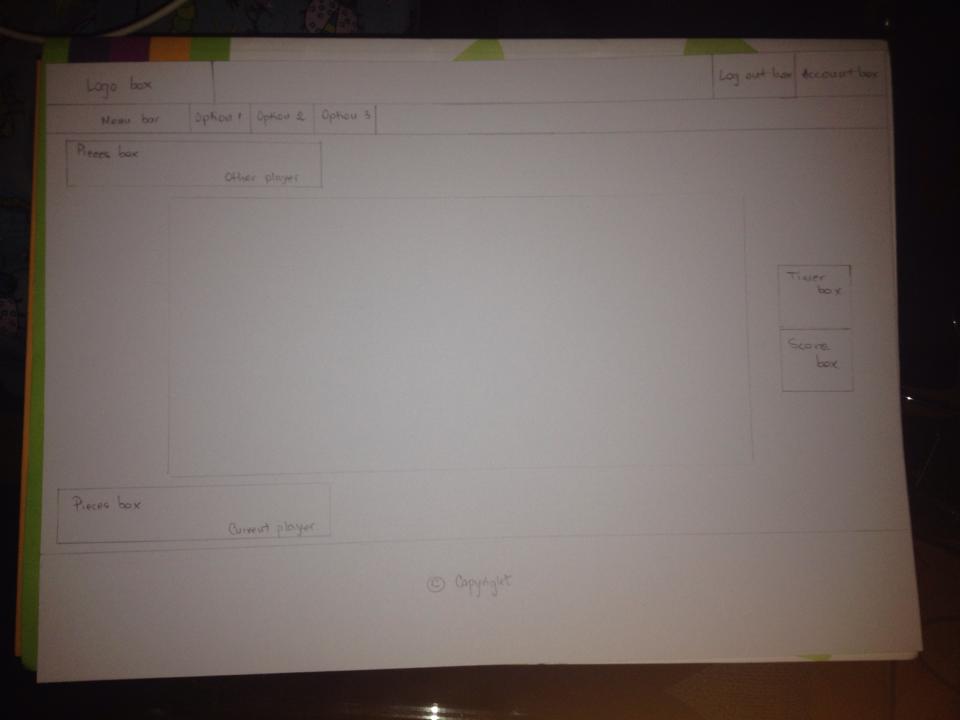 Logo box
Log out box
Account box
Menu bar
Option 1
Option 2
Option 3
Pieces box
Other player
Timer
box
Score
box
Pieces box
Current player
© Copyright